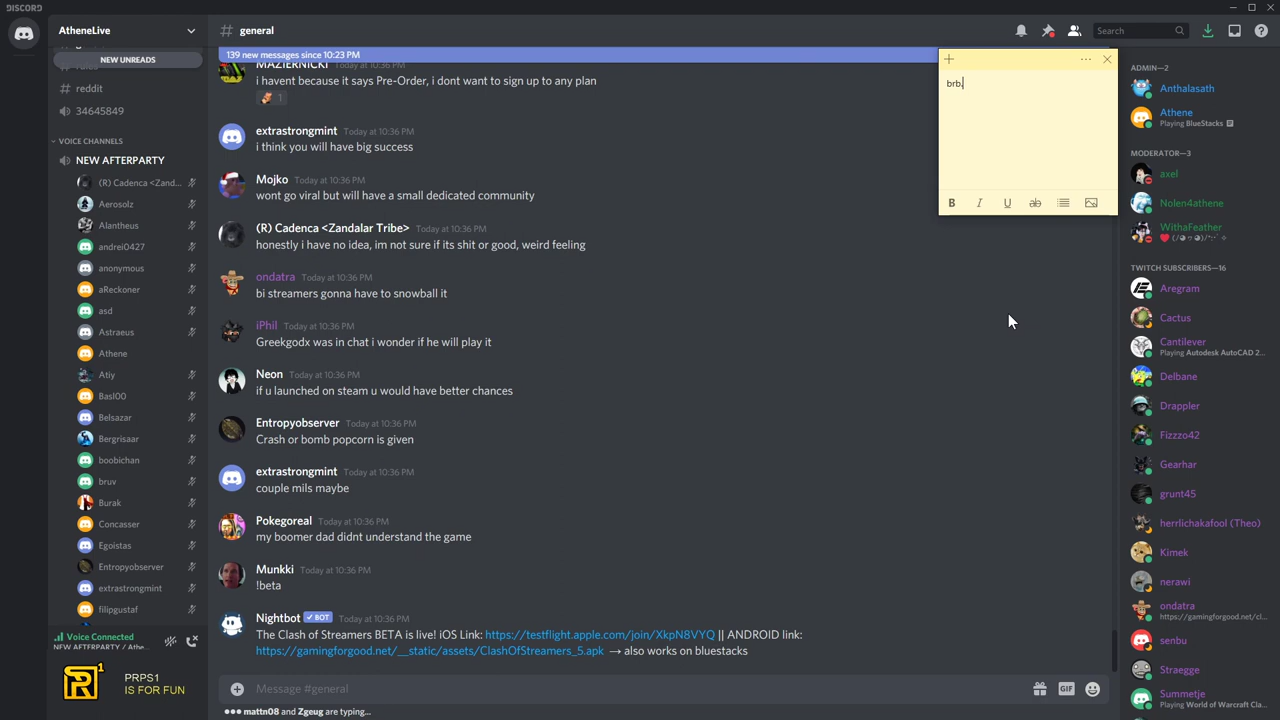 DISCORD
AtheneLive
NEW UNREADS
reddit
34645849
VOICE CHANNELS
NEW AFTERPARTY
(R) Cadenca <Zand...
Aerosolz
Alantheus
andrei0427
anonymous
aReckoner
asd
Astraeus
Athene
Atiy
Basl00
Belsazar
Bergrisaar
boobichan
bruv
Burak
Concasser
Egoistas
Entropyobserver
extrastrongmint
filipgustaf
Voice Connected
NEW AFTERPARTY / Athe...
PRPS1
IS FOR FUN
# general
Search
139 new messages since 10:23 PM
MAZIERNICKI Today at 10:36 PM
i havent because it says Pre-Order, i dont want to sign up to any plan
1
extrastrongmint Today at 10:36 PM
i think you will have big success
Mojko Today at 10:36 PM
wont go viral but will have a small dedicated community
(R) Cadenca <Zandalar Tribe> Today at 10:36 PM
honestly i have no idea, im not sure if its shit or good, weird feeling
ondatra Today at 10:36 PM
bi streamers gonna have to snowball it
iPhil Today at 10:36 PM
Greekgodx was in chat i wonder if he will play it
Neon Today at 10:36 PM
if u launched on steam u would have better chances
Entropyobserver Today at 10:36 PM
Crash or bomb popcorn is given
extrastrongmint Today at 10:36 PM
couple mils maybe
Pokegoreal Today at 10:36 PM
my boomer dad didnt understand the game
Munkki Today at 10:36 PM
!beta
Nightbot ✓ BOT Today at 10:36 PM
The Clash of Streamers BETA is live! iOS Link: https://testflight.apple.com/join/XkpN8VYQ || ANDROID link:
https://gamingforgood.net/__static/assets/ClashOfStreamers_5.apk → also works on bluestacks
Message #general
GIF
mattn08 and Zgeug are typing...
brb,
B I U ab
ADMIN—2
Anthalasath
Athene
Playing BlueStacks
MODERATOR—3
axel
Nolen4athene
WithaFeather
TWITCH SUBSCRIBERS—16
Aregram
Cactus
Cantilever
Playing Autodesk AutoCAD 2...
Delbane
Drappler
Fizzzo42
Gearhar
grunt45
herrlichakafool (Theo)
Kimek
nerawi
ondatra
https://gamingforgood.net/cl...
senbu
Straegge
Summetje
Playing World of Warcraft Cla...